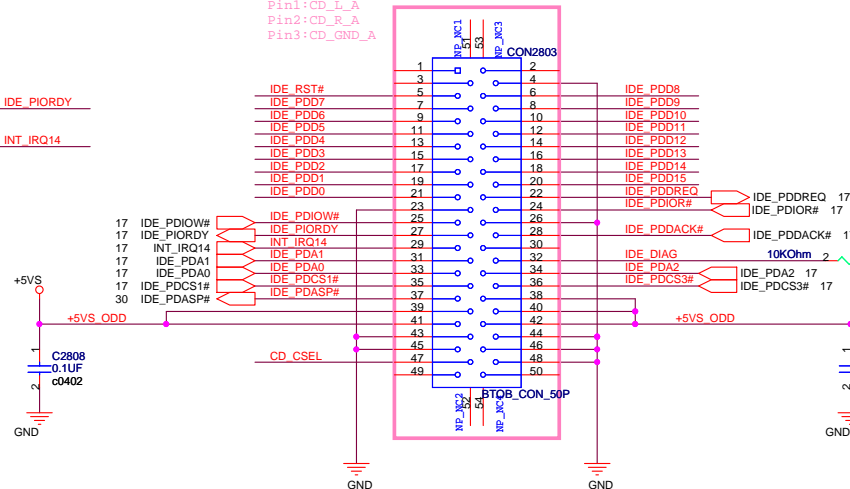 Pin1:CD_L_A
Pin2:CD_R_A
Pin3:CD_GND_A
NP_NC1
51
53
NP_NC3
CON2803
1 2
3 4
IDE_RST# 5 6 IDE_PDD8
IDE_PIORDY IDE_PDD7 7 8 IDE_PDD9
IDE_PDD6 9 10 IDE_PDD10
IDE_PDD5 11 12 IDE_PDD11
INT_IRQ14 IDE_PDD4 13 14 IDE_PDD12
IDE_PDD3 15 16 IDE_PDD13
IDE_PDD2 17 18 IDE_PDD14
IDE_PDD1 19 20 IDE_PDD15
IDE_PDD0 21 22 IDE_PDDREQ IDE_PDDREQ 17
23 24 IDE_PDIOR# IDE_PDIOR# 17
17 IDE_PDIOW# IDE_PDIOW# 25 26
17 IDE_PIORDY IDE_PIORDY 27 28 IDE_PDDACK# IDE_PDDACK# 1
17 INT_IRQ14 INT_IRQ14 29 30
17 IDE_PDA1 IDE_PDA1 31 32 IDE_DIAG 10KOhm 2
17 IDE_PDA0 IDE_PDA0 33 34 IDE_PDA2 IDE_PDA2 17
17 IDE_PDCS1# IDE_PDCS1# 35 36 IDE_PDCS3# IDE_PDCS3# 17
30 IDE_PDASP# IDE_PDASP# 37 38
+5VS
39 40
+5VS_ODD 41 42 +5VS_ODD
43 44
45 46
CD_CSEL 47 48
49 50
1 C2808 1
0.1UF
2 c0402 2
BTOB_CON_50P
NP_NC2
52
54
NP_NC4
GND GND
GND GND